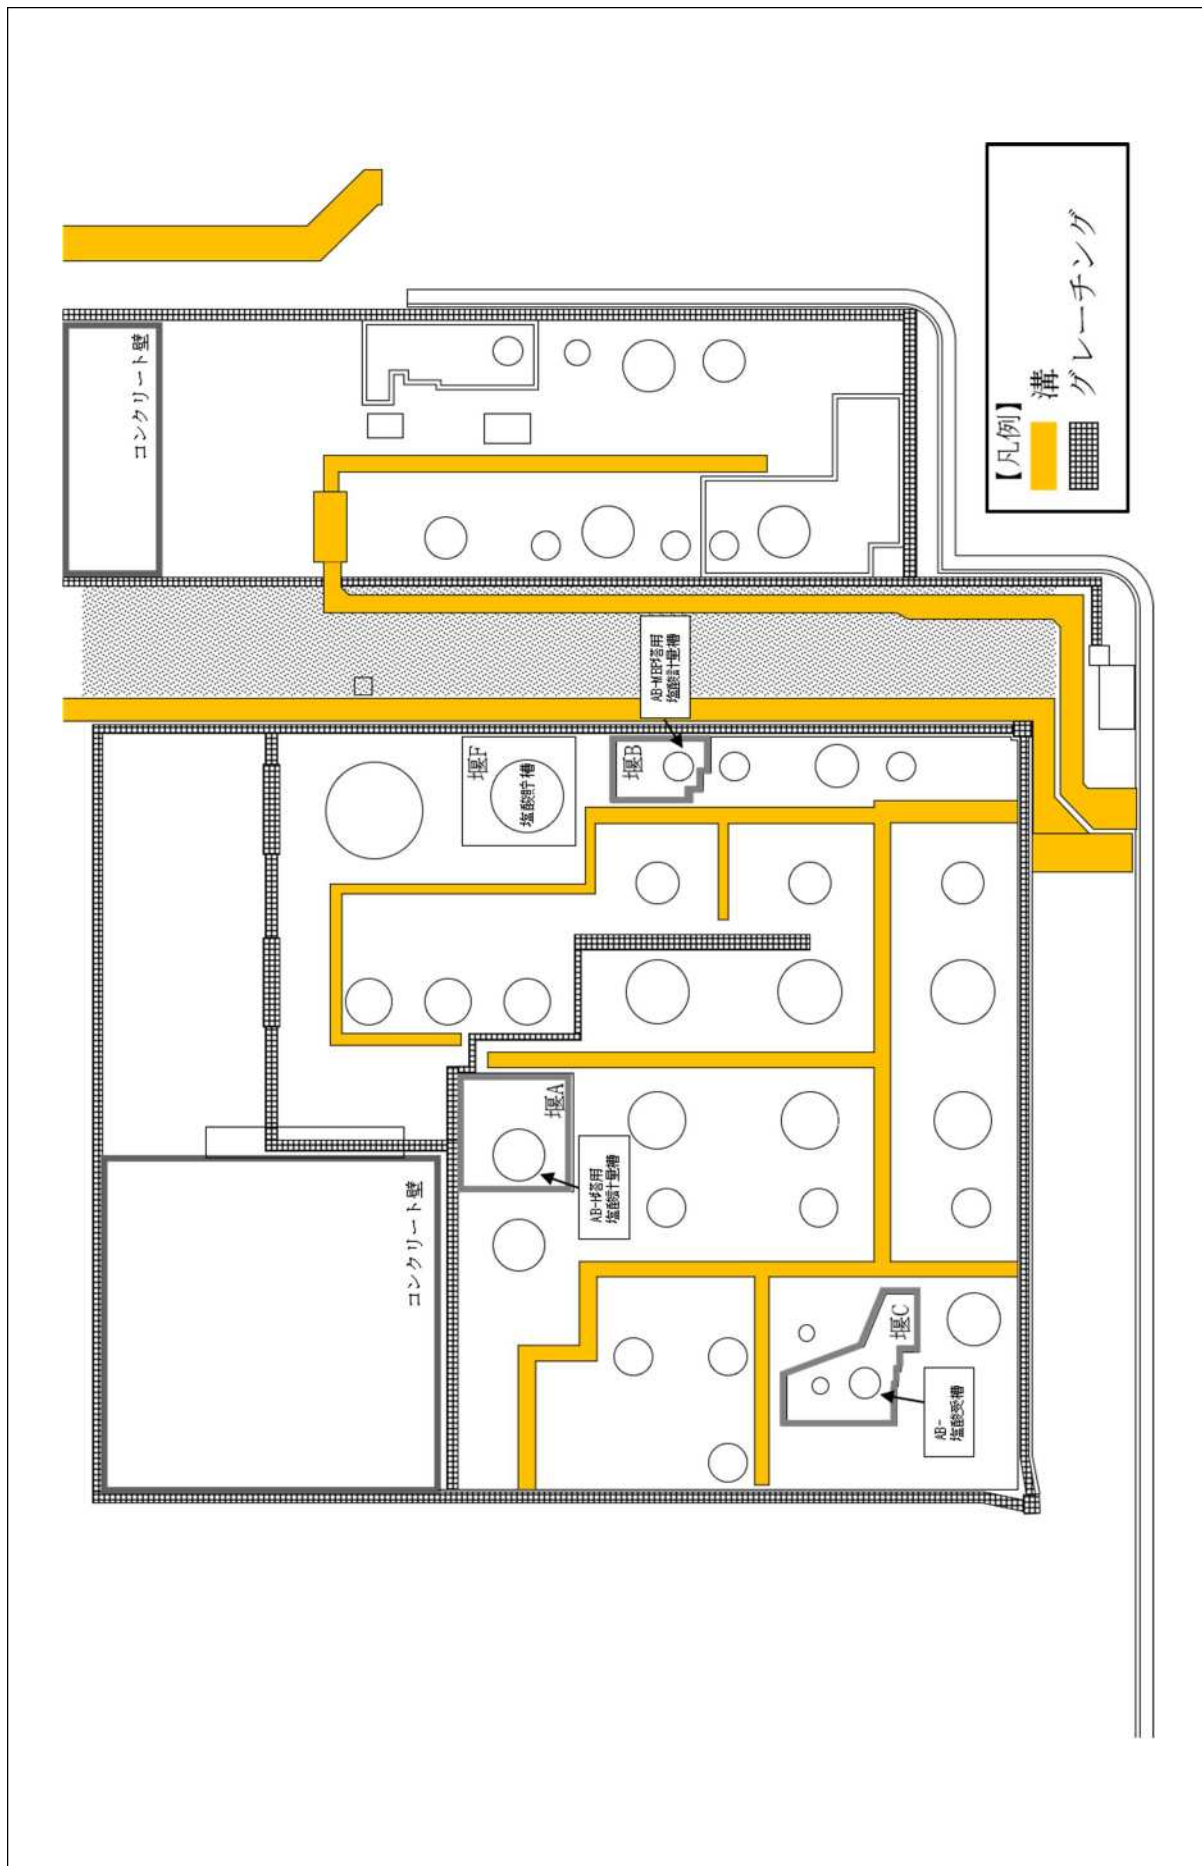 コンクリート壁
【凡例】
溝
グレーチング
AB-MBP塔用
塩酸計量槽
堰F
塩酸貯槽
堰B
堰A
AB-H塔用
塩酸計量槽
コンクリート壁
堰C
AB-
塩酸受槽